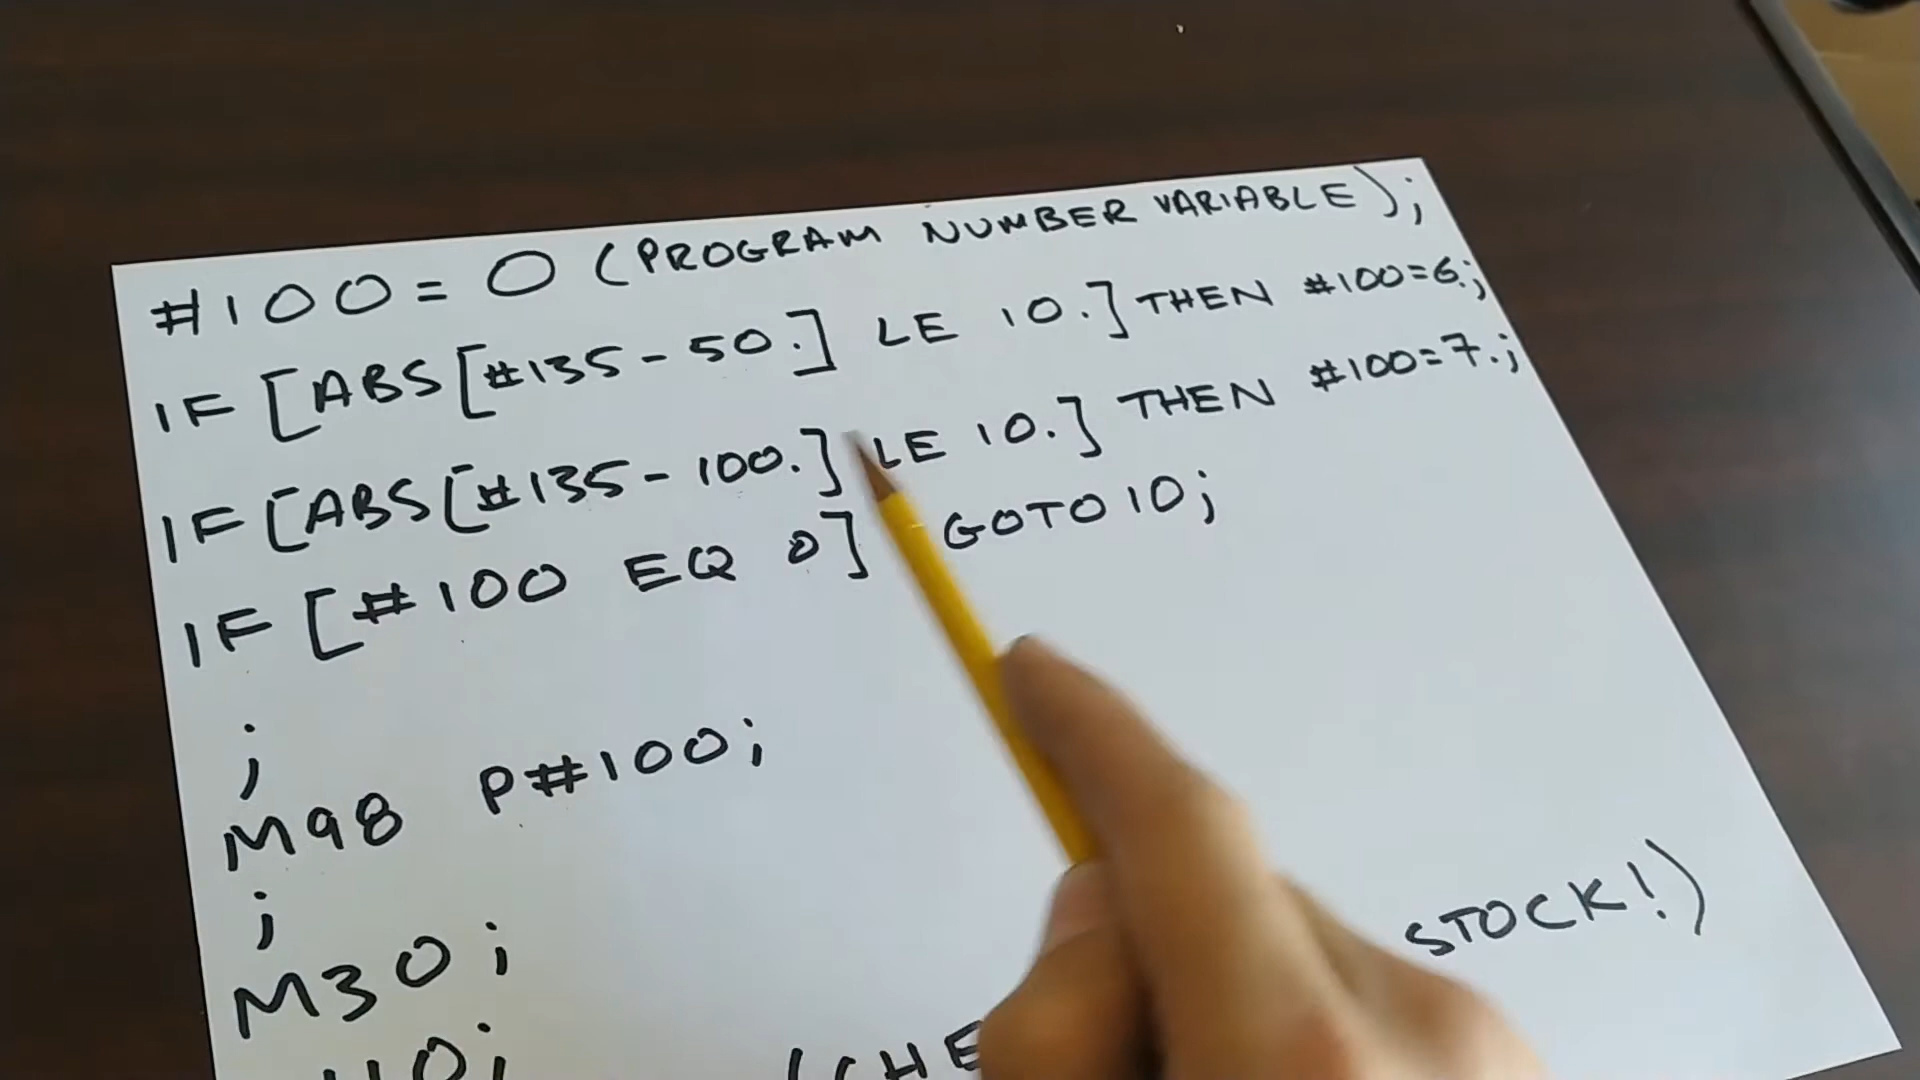 #100 = 0 (PROGRAM NUMBER VARIABLE);
IF [ABS[#135-50.] LE 10.] THEN #100=6.;
IF [ABS[#135-100.] LE 10.] THEN #100=7.;
IF [#100 EQ 0] GOTO10;
;
M98 P#100;
;
M30;
STOCK!)